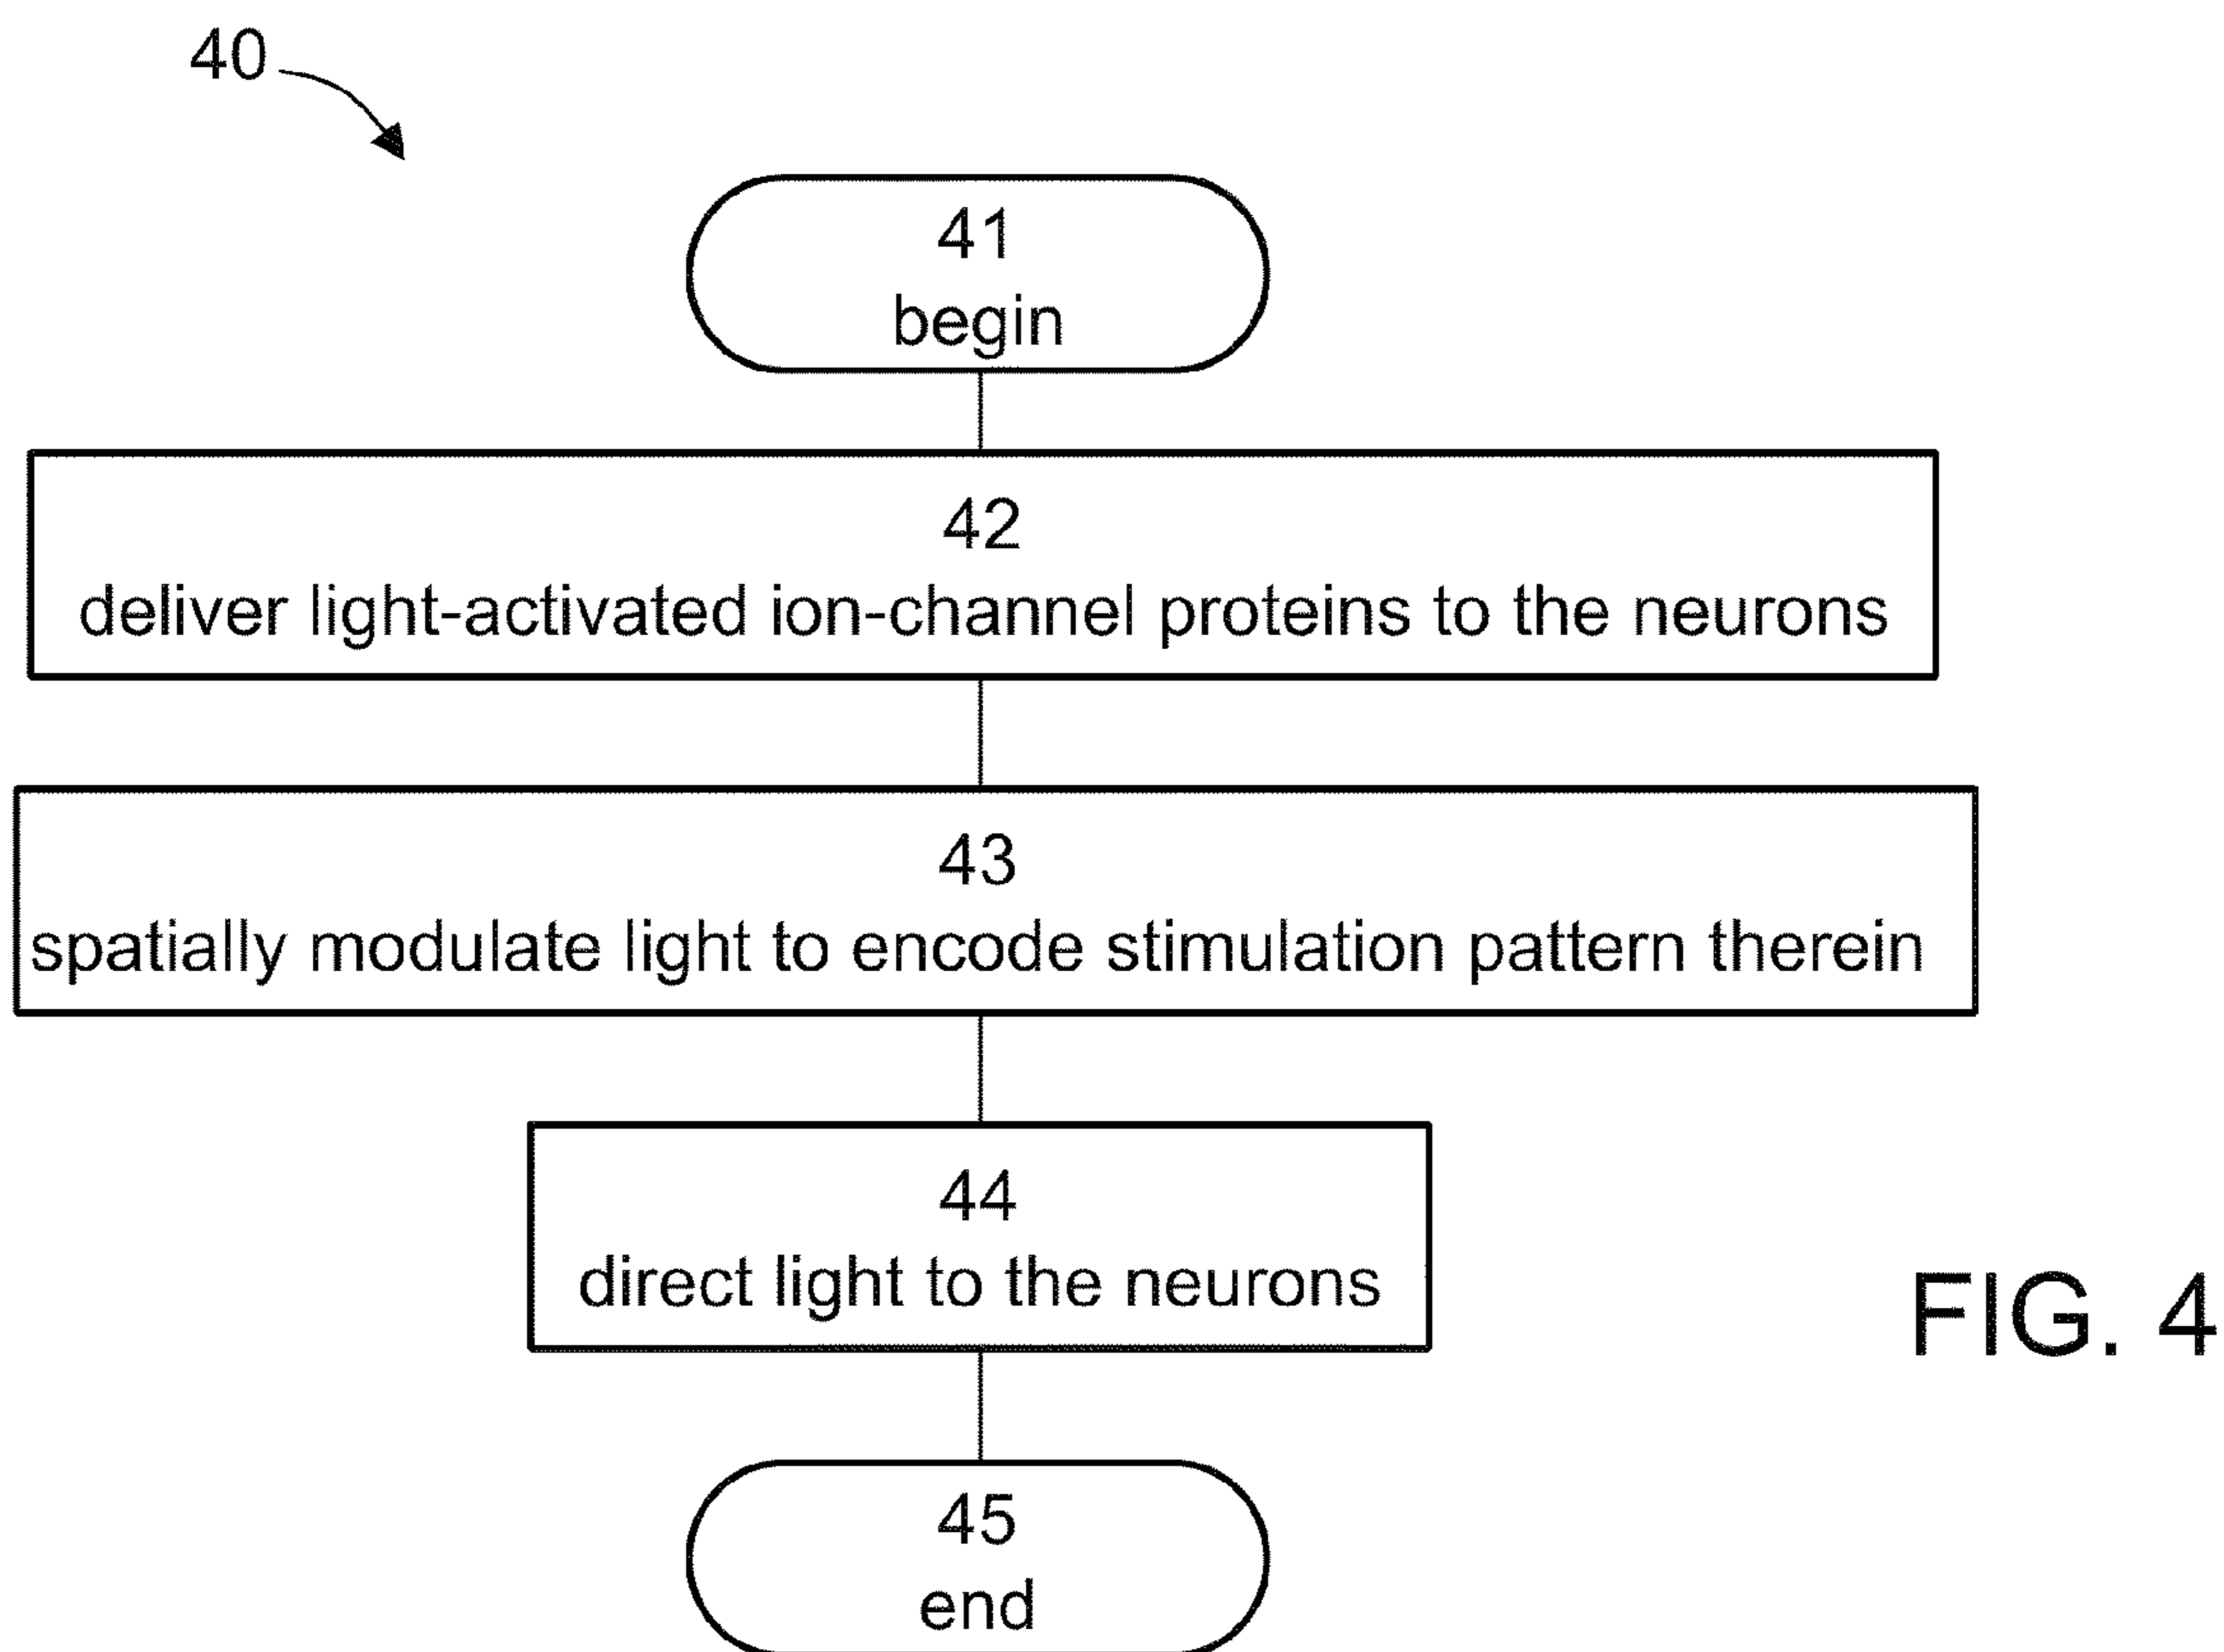 40
41
begin
42
deliver light-activated ion-channel proteins to the neurons
43
spatially modulate light to encode stimulation pattern therein
44
direct light to the neurons
FIG. 4
45
end